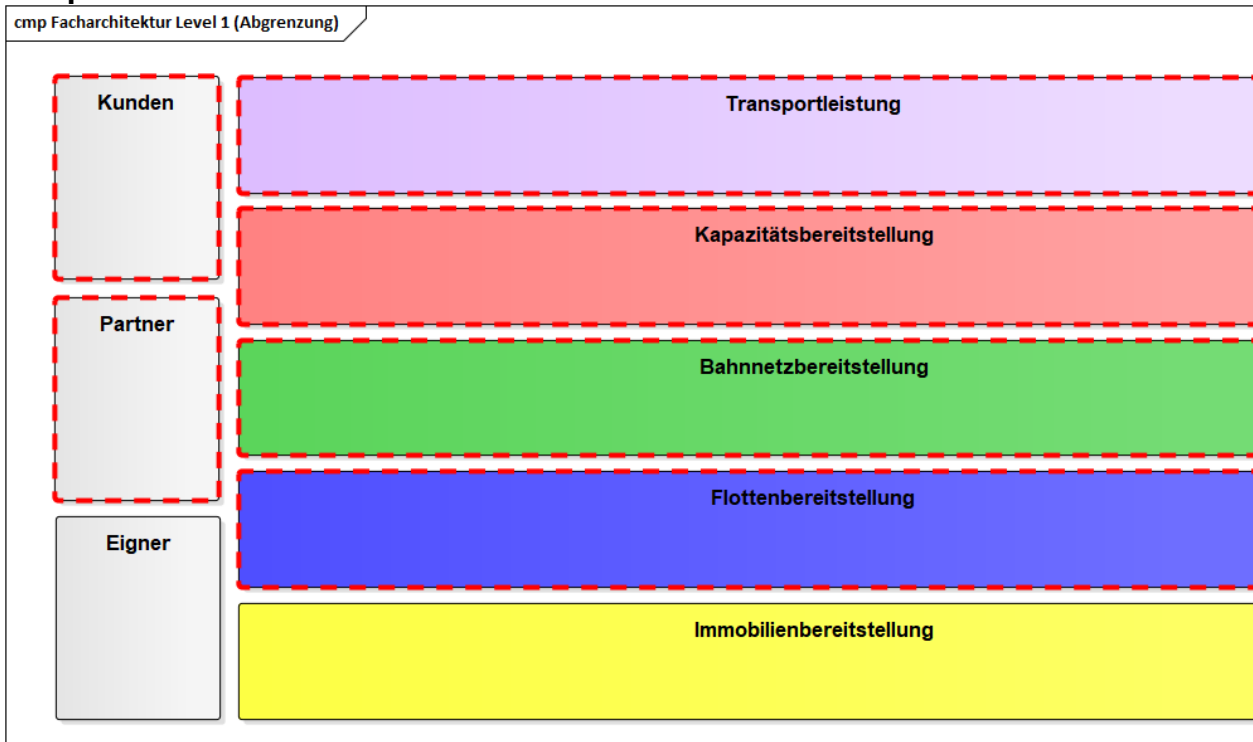 cmp Facharchitektur Level 1 (Abgrenzung)
Kunden
Transportleistung
Kapazitätsbereitstellung
Partner
Bahnnetzbereitstellung
Flottenbereitstellung
Eigner
Immobilienbereitstellung